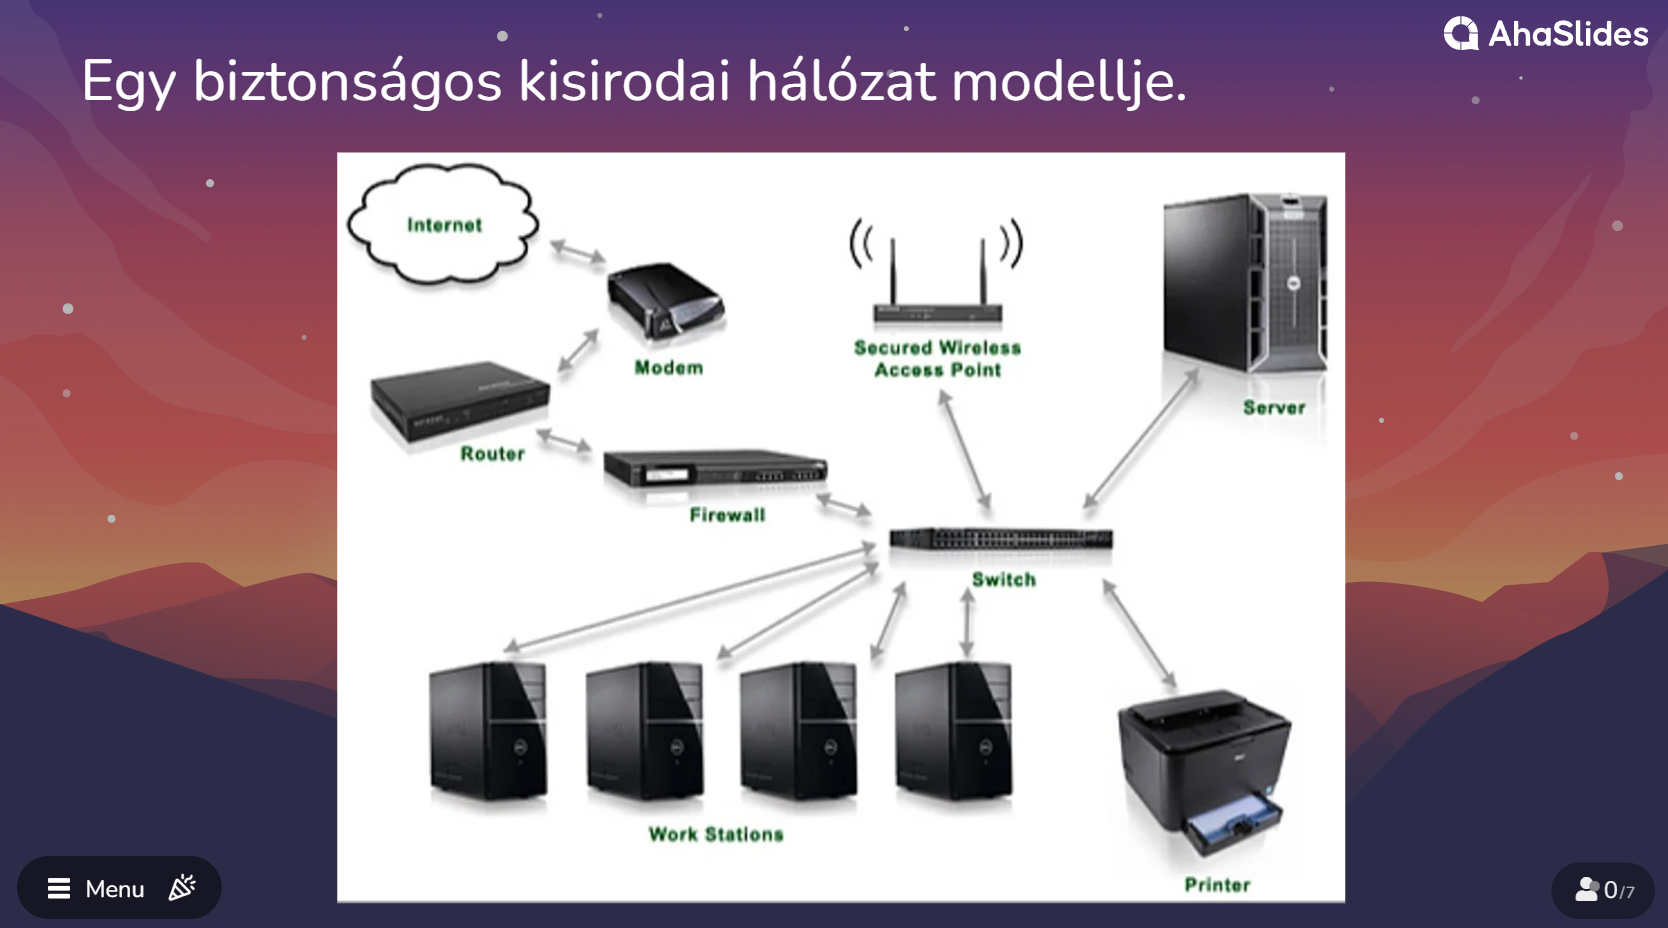 AhaSlides
Egy biztonságos kisirodai hálózat modellje.
Internet
Modem
Secured Wireless
Access Point
Server
Router
Firewall
Switch
Work Stations
Printer
Menu
0/7